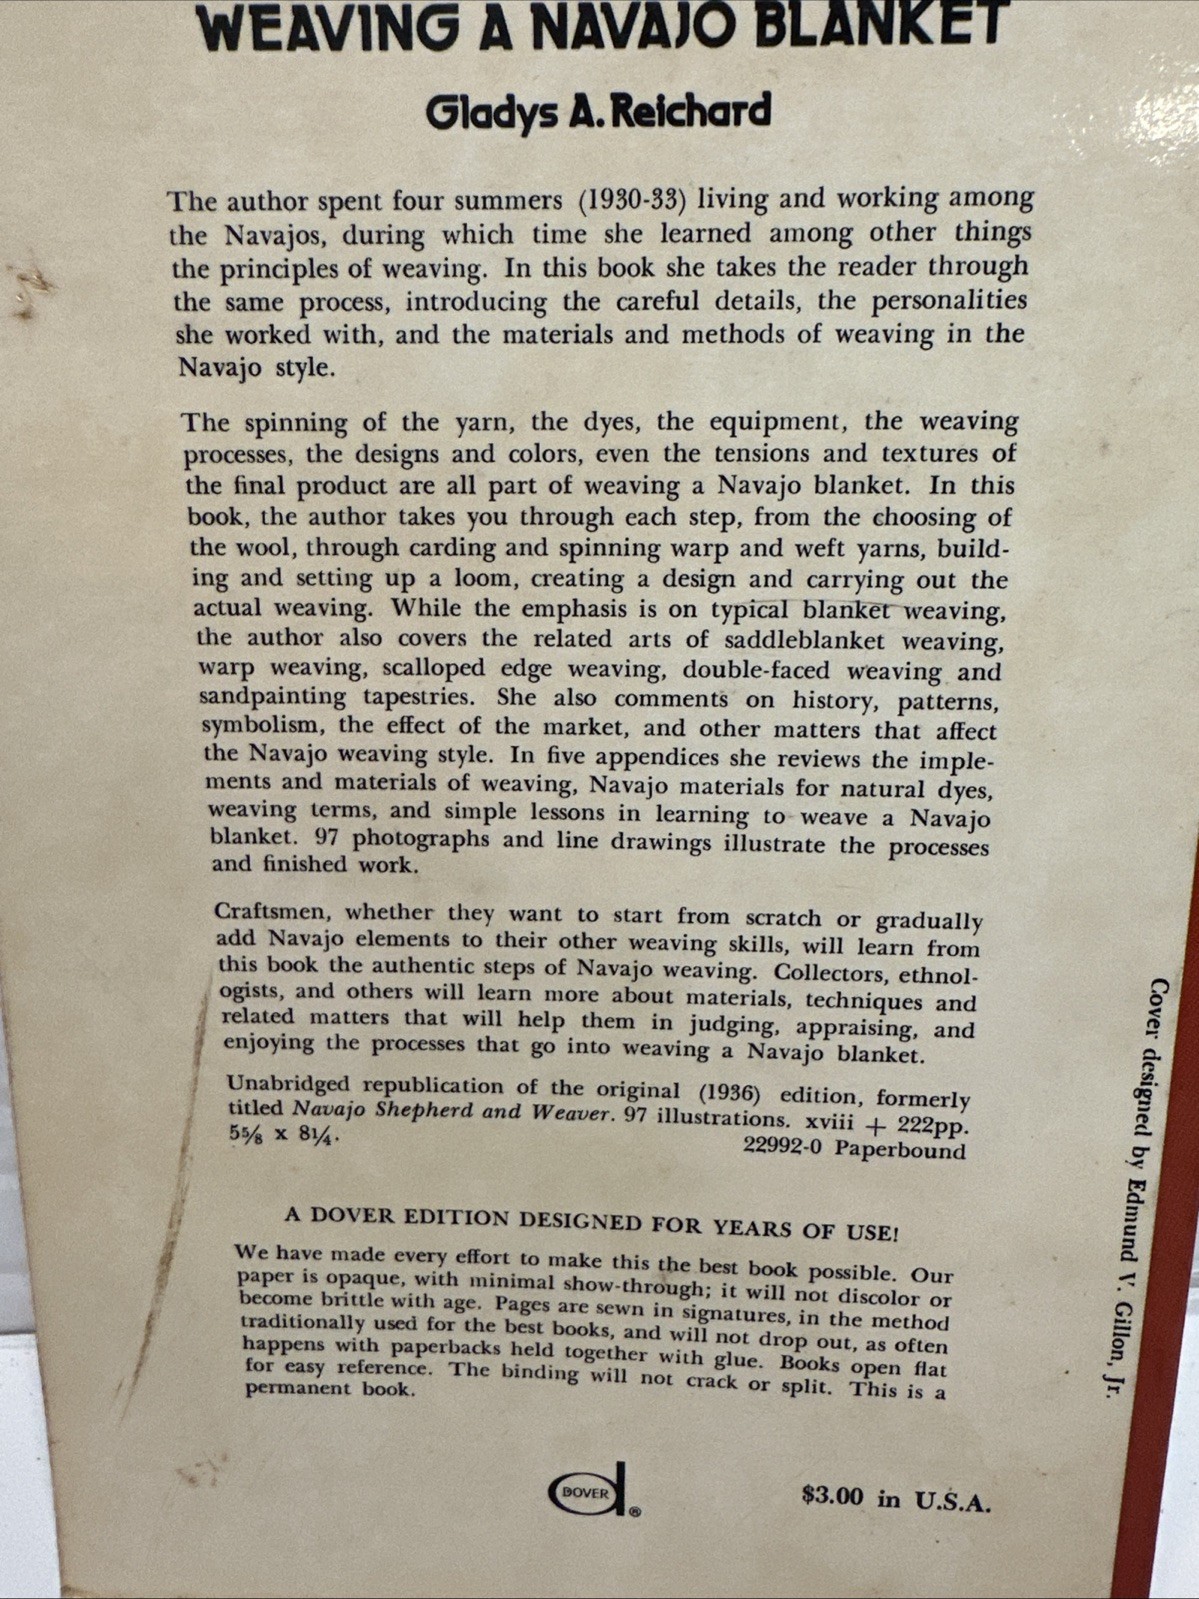 WEAVING A NAVAJO BLANKET
Gladys A. Reichard
The author spent four summers (1930-33) living and working among
the Navajos, during which time she learned among other things
the principles of weaving. In this book she takes the reader through
the same process, introducing the careful details, the personalities
she worked with, and the materials and methods of weaving in the
Navajo style.
The spinning of the yarn, the dyes, the equipment, the weaving
processes, the designs and colors, even the tensions and textures of
the final product are all part of weaving a Navajo blanket. In this
book, the author takes you through each step, from the choosing of
the wool, through carding and spinning warp and weft yarns, build-
ing and setting up a loom, creating a design and carrying out the
actual weaving. While the emphasis is on typical blanket weaving,
the author also covers the related arts of saddleblanket weaving,
warp weaving, scalloped edge weaving, double-faced weaving and
sandpainting tapestries. She also comments on history, patterns,
symbolism, the effect of the market, and other matters that affect
the Navajo weaving style. In five appendices she reviews the imple-
ments and materials of weaving, Navajo materials for natural dyes,
weaving terms, and simple lessons in learning to weave a Navajo
blanket. 97 photographs and line drawings illustrate the processes
and finished work.
Craftsmen, whether they want to start from scratch or gradually
add Navajo elements to their other weaving skills, will learn from
this book the authentic steps of Navajo weaving. Collectors, ethnol-
ogists, and others will learn more about materials, techniques and
related matters that will help them in judging, appraising, and
enjoying the processes that go into weaving a Navajo blanket.
Unabridged republication of the original (1936) edition, formerly
titled Navajo Shepherd and Weaver. 97 illustrations. xviii + 222pp.
5⅝ x 8¼. 22992-0 Paperbound
A DOVER EDITION DESIGNED FOR YEARS OF USE!
We have made every effort to make this the best book possible. Our
paper is opaque, with minimal show-through; it will not discolor or
become brittle with age. Pages are sewn in signatures, in the method
traditionally used for the best books, and will not drop out, as often
happens with paperbacks held together with glue. Books open flat
for easy reference. The binding will not crack or split. This is a
permanent book.
DOVER ®
$3.00 in U.S.A.
Cover designed by Edmund V. Gillon, Jr.